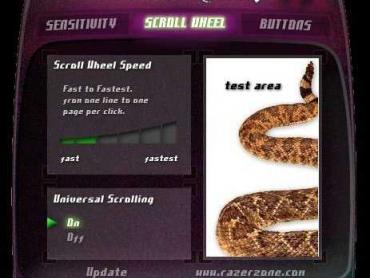 SENSITIVITY
SCROLL WHEEL
BUTTONS
Scroll Wheel Speed
Fast to Fastest.
From one line to one
page per click.
fast
fastest
Universal Scrolling
On
Off
test area
Update
www.razerzone.com